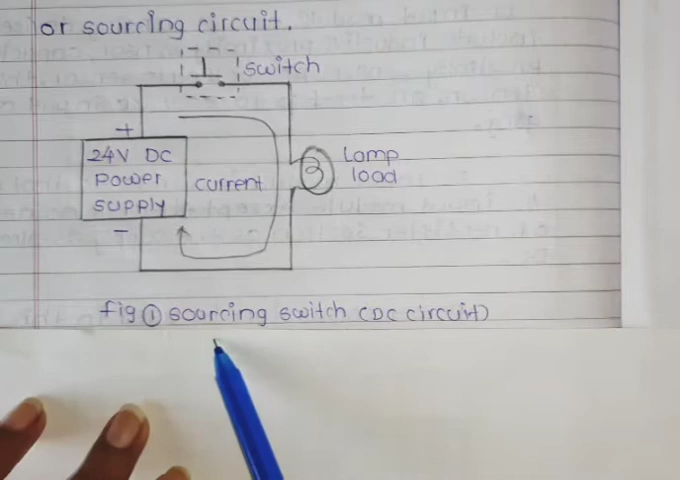 or sourcing circuit.
switch
+
24V DC
power
supply
-
current
Lamp
load
fig ① sourcing switch (DC circuit)